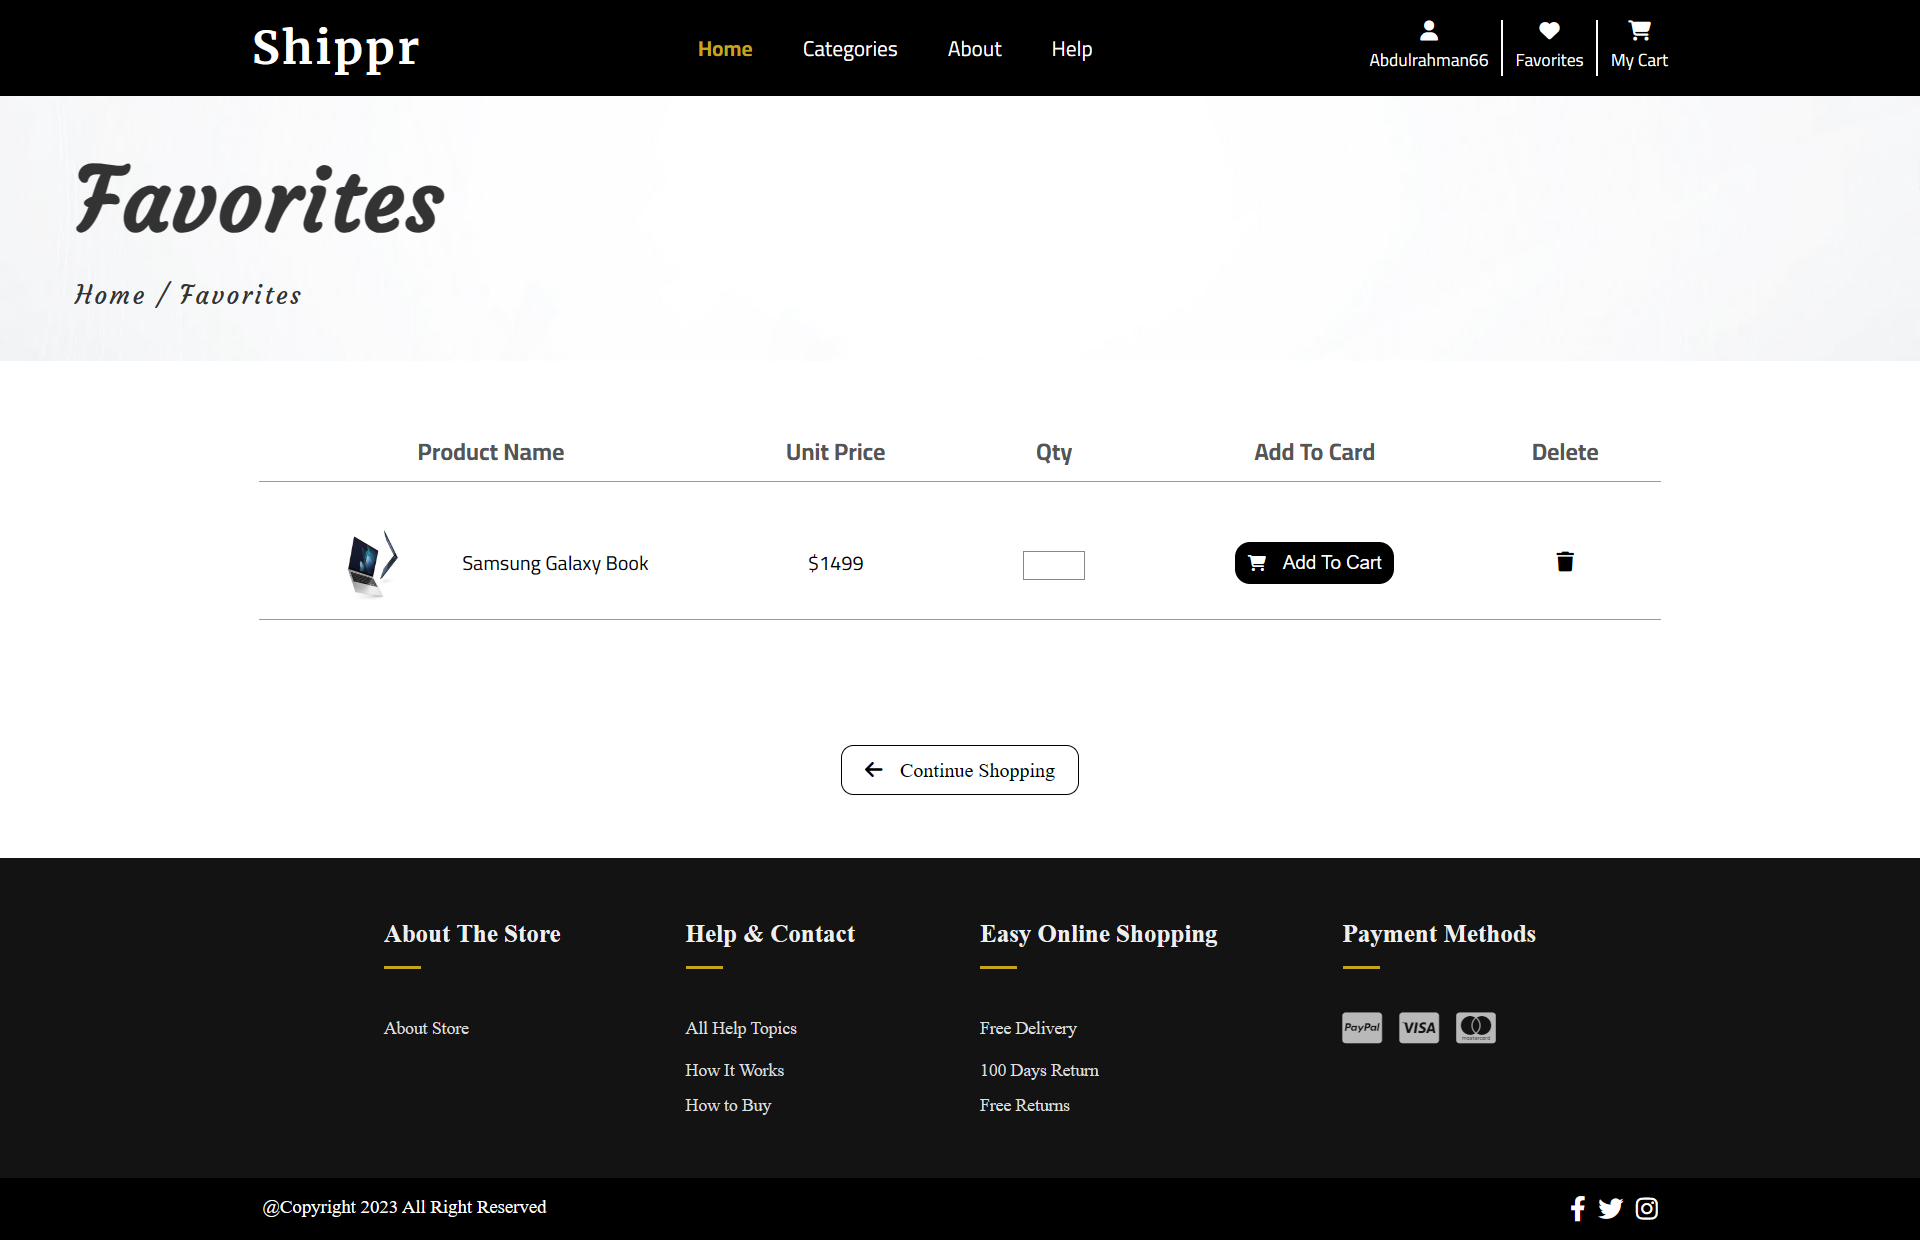 Shippr
Home Categories About Help
Abdulrahman66 Favorites My Cart
Favorites
Home / Favorites
Product Name Unit Price Qty Add To Card Delete
Samsung Galaxy Book $1499 Add To Cart
Continue Shopping
About The Store Help & Contact Easy Online Shopping Payment Methods
About Store All Help Topics Free Delivery PayPal VISA mastercard
How It Works 100 Days Return
How to Buy Free Returns
@Copyright 2023 All Right Reserved